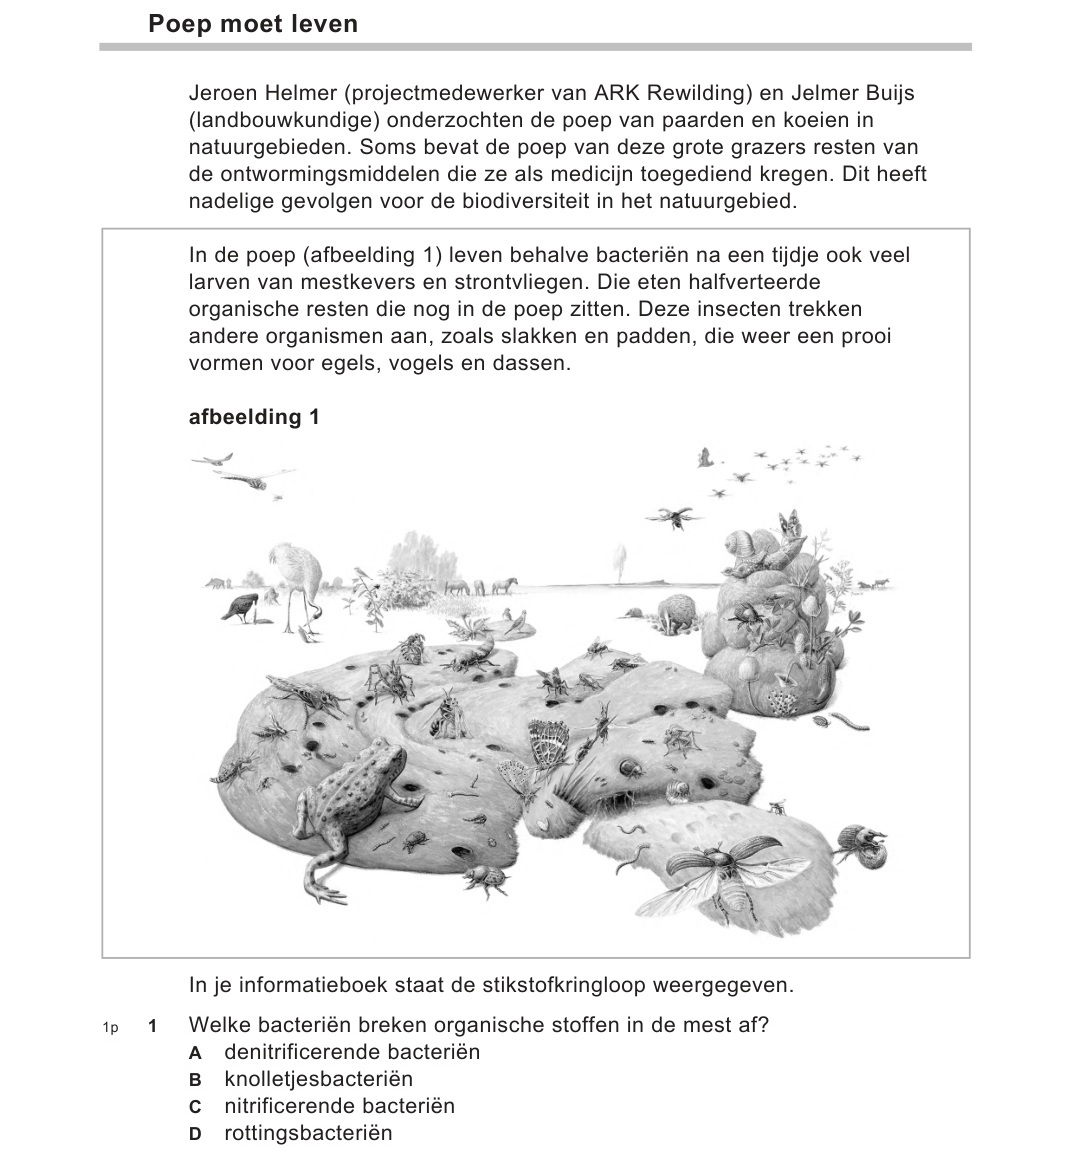 Poep moet leven
Jeroen Helmer (projectmedewerker van ARK Rewilding) en Jelmer Buijs
(landbouwkundige) onderzochten de poep van paarden en koeien in
natuurgebieden. Soms bevat de poep van deze grote grazers resten van
de ontwormingsmiddelen die ze als medicijn toegediend kregen. Dit heeft
nadelige gevolgen voor de biodiversiteit in het natuurgebied.
In de poep (afbeelding 1) leven behalve bacteriën na een tijdje ook veel
larven van mestkevers en strontvliegen. Die eten halfverteerde
organische resten die nog in de poep zitten. Deze insecten trekken
andere organismen aan, zoals slakken en padden, die weer een prooi
vormen voor egels, vogels en dassen.
afbeelding 1
In je informatieboek staat de stikstofkringloop weergegeven.
1p 1 Welke bacteriën breken organische stoffen in de mest af?
A denitrificerende bacteriën
B knolletjesbacteriën
C nitrificerende bacteriën
D rottingsbacteriën